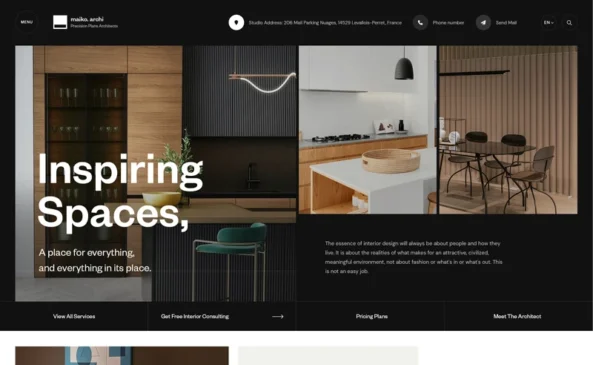 MENU
maiko. archi
Precision Plans Architects
Studio Address: 208 Mail Parking Nuages, 14529 Levallois-Perret, France
Phone number
Send Mail
EN
Inspiring
Spaces,
A place for everything,
and everything in its place.
The essence of interior design will always be about people and how they
live. It is about the realities of what makes for an attractive, civilized,
meaningful environment, not about fashion or what's in or what's out. This
is not an easy job.
View All Services
Get Free Interior Consulting
Pricing Plans
Meet The Architect